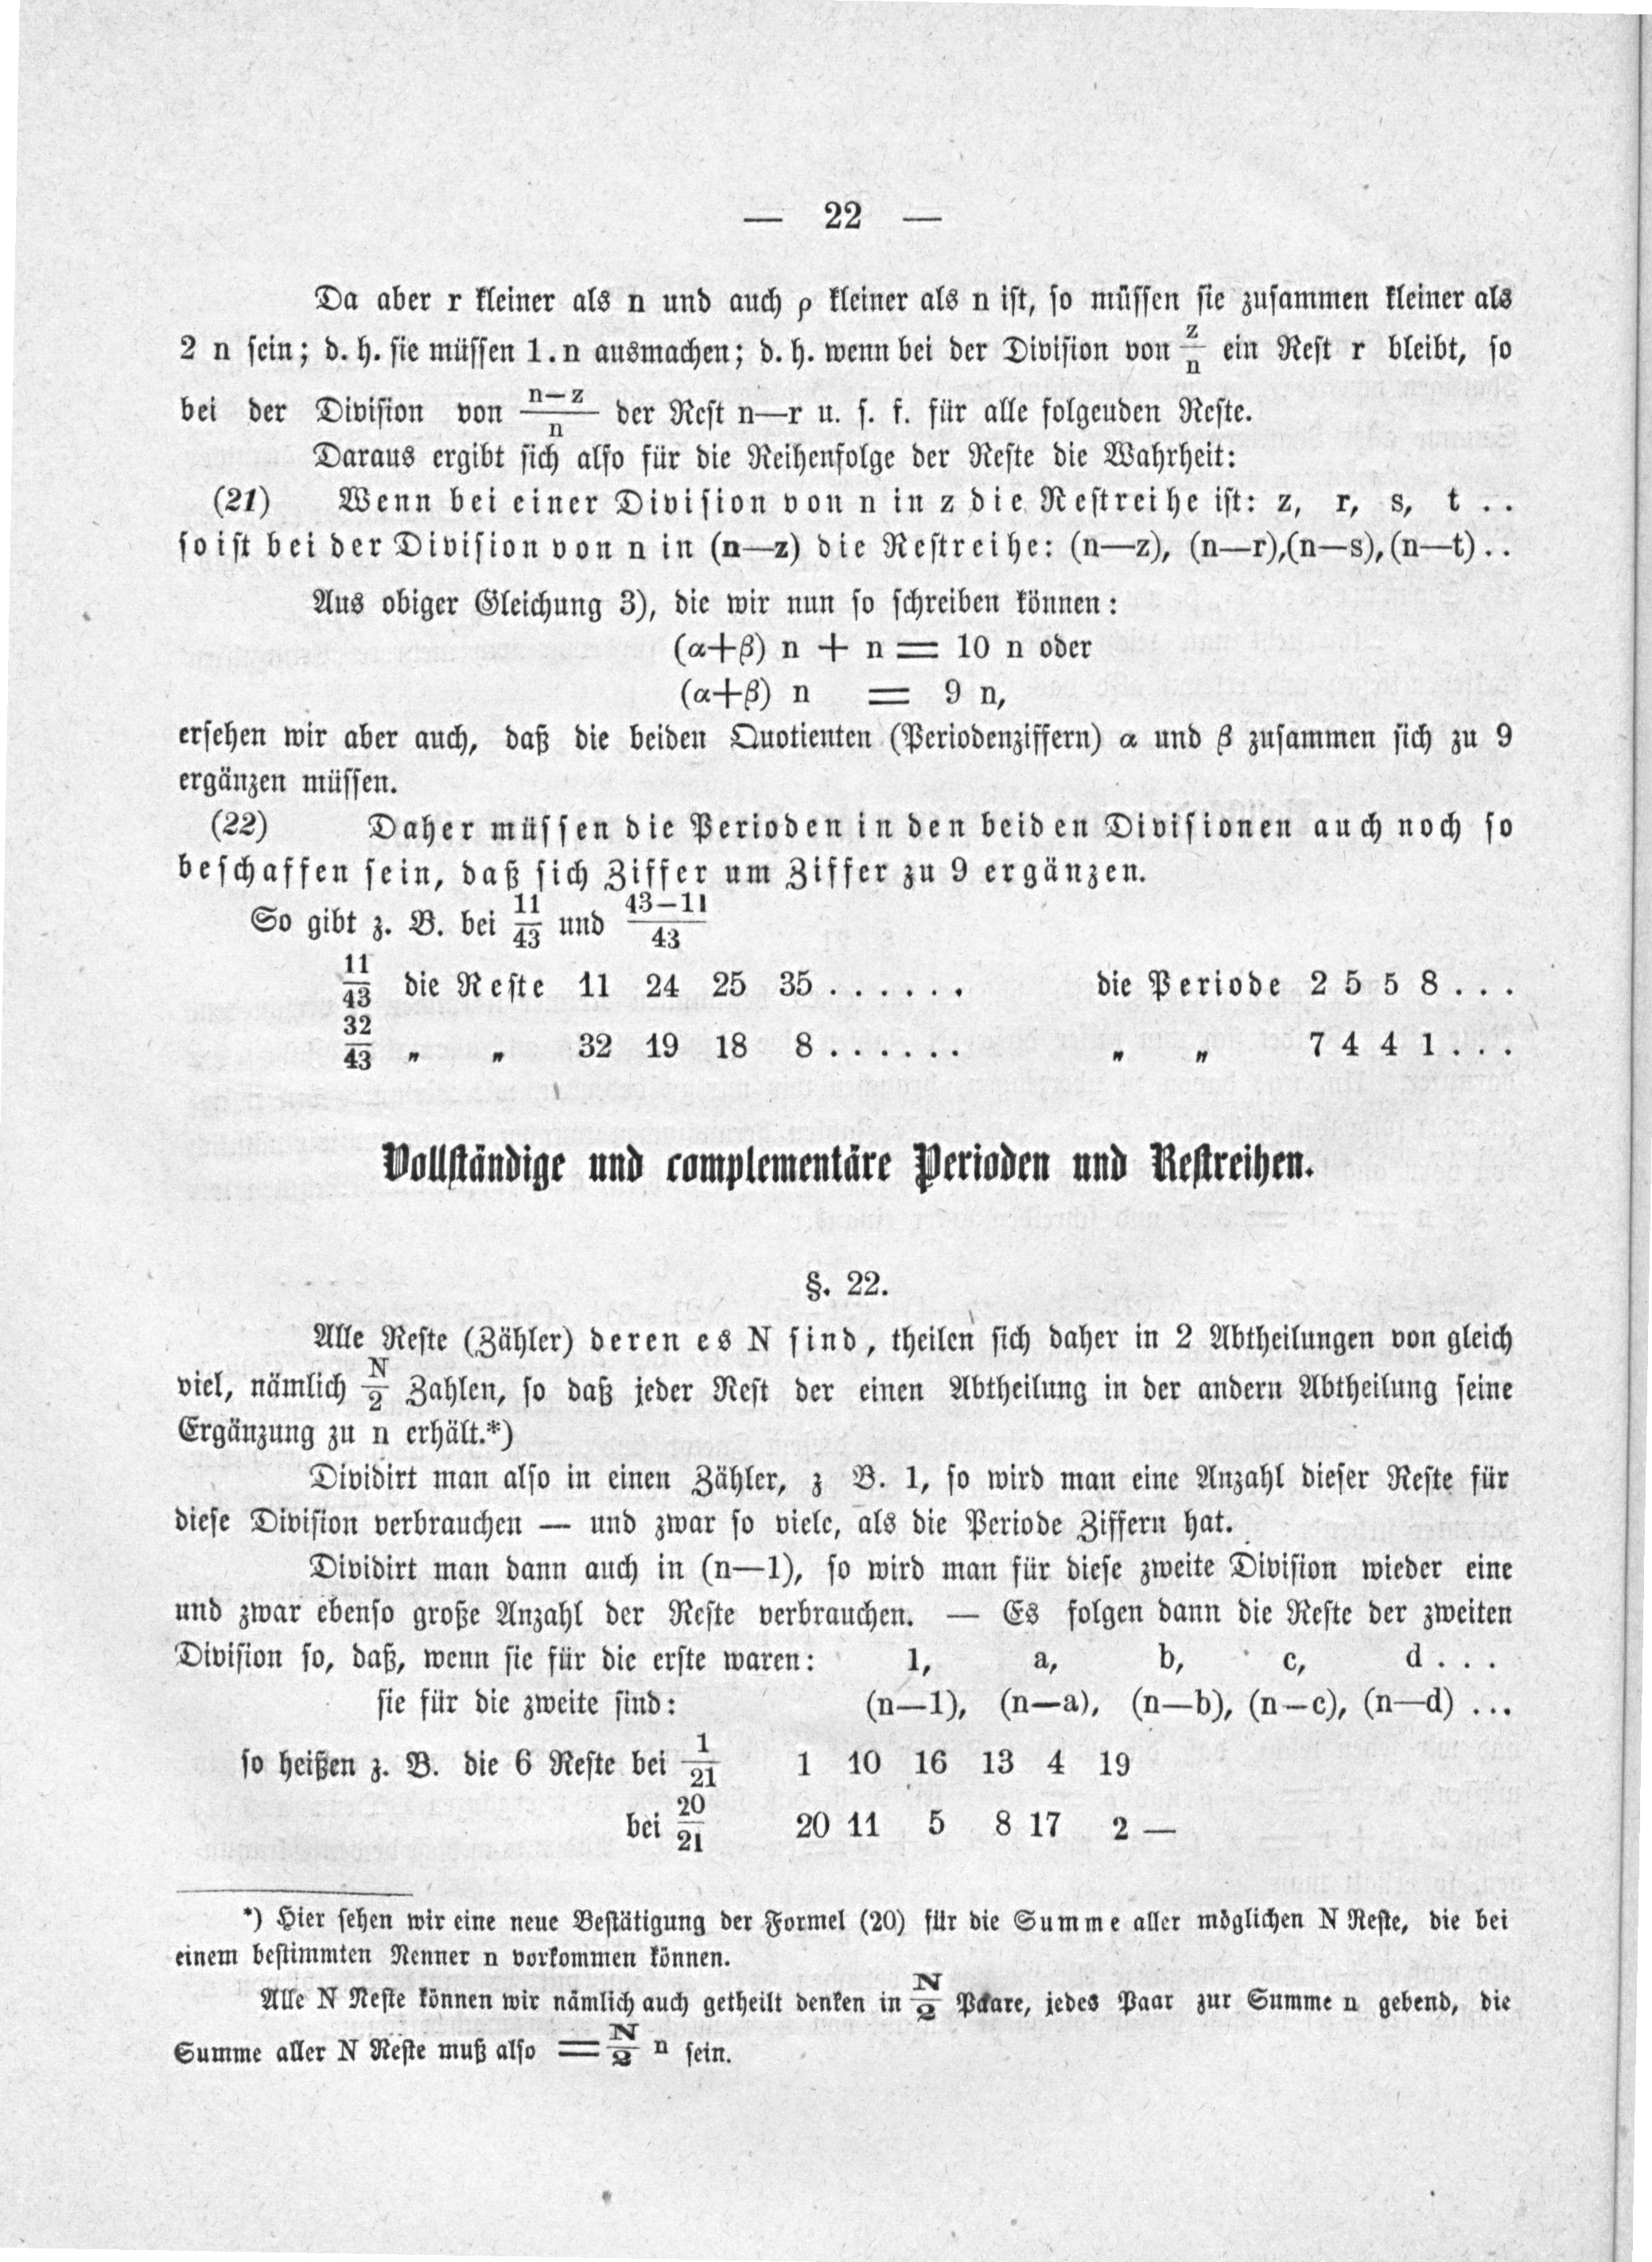 — 22 —
Da aber r kleiner als n und auch ρ kleiner als n ist, so müssen sie zusammen kleiner als
2 n sein; d. h. sie müssen 1.n ausmachen; d. h. wenn bei der Division von z/n ein Rest r bleibt, so
bei der Division von n—z/n der Rest n—r u. s. f. für alle folgenden Reste.
Daraus ergibt sich also für die Reihenfolge der Reste die Wahrheit:
(21) Wenn bei einer Division von n in z die Restreihe ist: z, r, s, t . .
so ist bei der Division von n in (n—z) die Restreihe: (n—z), (n—r),(n—s),(n—t) . .
Aus obiger Gleichung 3), die wir nun so schreiben können:
(α+β) n + n = 10 n oder
(α+β) n = 9 n,
ersehen wir aber auch, daß die beiden Quotienten (Periodenziffern) α und β zusammen sich zu 9
ergänzen müssen.
(22) Daher müssen die Perioden in den beiden Divisionen auch noch so
beschaffen sein, daß sich Ziffer um Ziffer zu 9 ergänzen.
So gibt z. B. bei 11/43 und 43—11/43
11/43 die Reste 11 24 25 35 . . . . . . die Periode 2 5 5 8 . . .
32/43 „ „ 32 19 18 8 . . . . . . „ „ 7 4 4 1 . . .
Vollständige und complementäre Perioden und Restreihen.
§. 22.
Alle Reste (Zähler) deren es N sind, theilen sich daher in 2 Abtheilungen von gleich
viel, nämlich N/2 Zahlen, so daß jeder Rest der einen Abtheilung in der andern Abtheilung seine
Ergänzung zu n erhält.*)
Dividirt man also in einen Zähler, z B. 1, so wird man eine Anzahl dieser Reste für
diese Division verbrauchen — und zwar so viele, als die Periode Ziffern hat.
Dividirt man dann auch in (n—1), so wird man für diese zweite Division wieder eine
und zwar ebenso große Anzahl der Reste verbrauchen. — Es folgen dann die Reste der zweiten
Division so, daß, wenn sie für die erste waren: 1, a, b, c, d . . .
sie für die zweite sind: (n—1), (n—a), (n—b), (n—c), (n—d) ...
so heißen z. B. die 6 Reste bei 1/21 1 10 16 13 4 19
bei 20/21 20 11 5 8 17 2 —
*) Hier sehen wir eine neue Bestätigung der Formel (20) für die Summe aller möglichen N Reste, die bei
einem bestimmten Nenner n vorkommen können.
Alle N Reste können wir nämlich auch getheilt denken in N/2 Paare, jedes Paar zur Summe n gebend, die
Summe aller N Reste muß also = N/2 n sein.